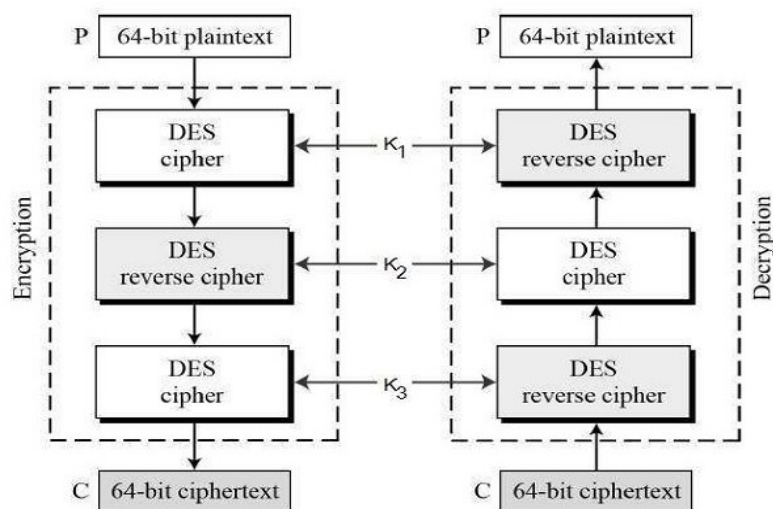 P 64-bit plaintext
P 64-bit plaintext
DES
cipher
K1
DES
reverse cipher
Encryption
DES
reverse cipher
K2
DES
cipher
Decryption
DES
cipher
K3
DES
reverse cipher
C 64-bit ciphertext
C 64-bit ciphertext